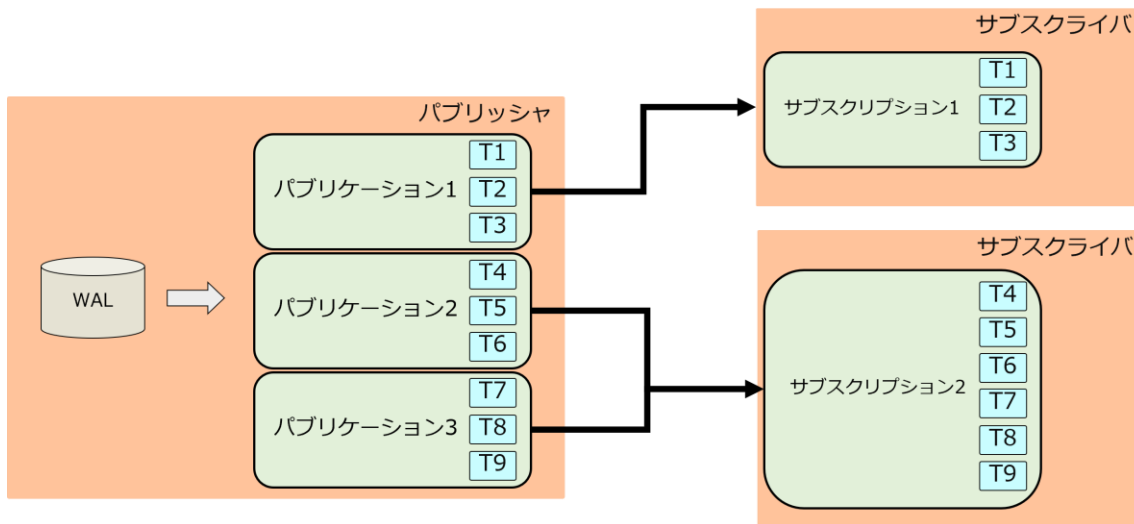 パブリッシャ
WAL
パブリケーション1
T1
T2
T3
パブリケーション2
T4
T5
T6
パブリケーション3
T7
T8
T9
サブスクライバ
サブスクリプション1
T1
T2
T3
サブスクライバ
サブスクリプション2
T4
T5
T6
T7
T8
T9